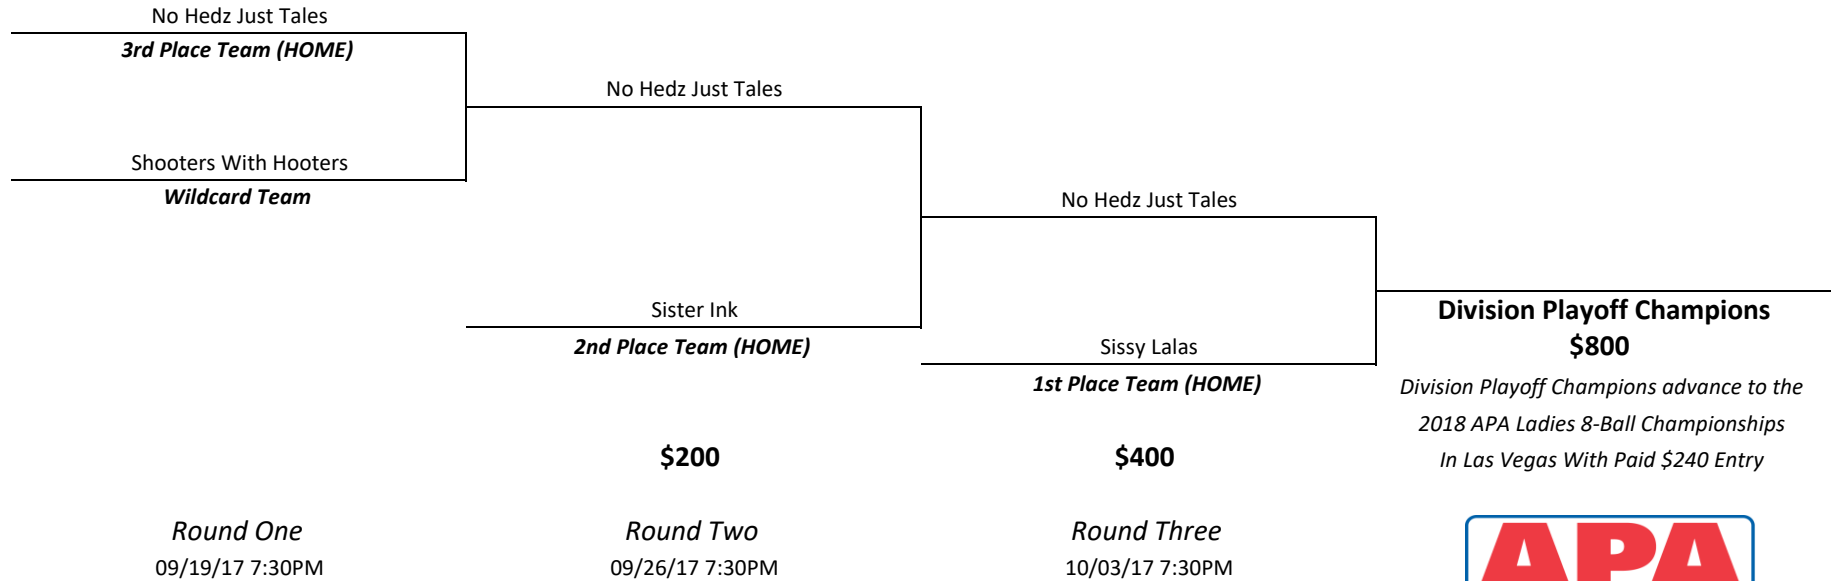 No Hedz Just Tales
3rd Place Team (HOME)
No Hedz Just Tales
Shooters With Hooters
Wildcard Team
No Hedz Just Tales
Sister Ink
2nd Place Team (HOME)
Sissy Lalas
1st Place Team (HOME)
Division Playoff Champions
$800
Division Playoff Champions advance to the
2018 APA Ladies 8-Ball Championships
In Las Vegas With Paid $240 Entry
$200
$400
Round One
09/19/17 7:30PM
Round Two
09/26/17 7:30PM
Round Three
10/03/17 7:30PM
APA